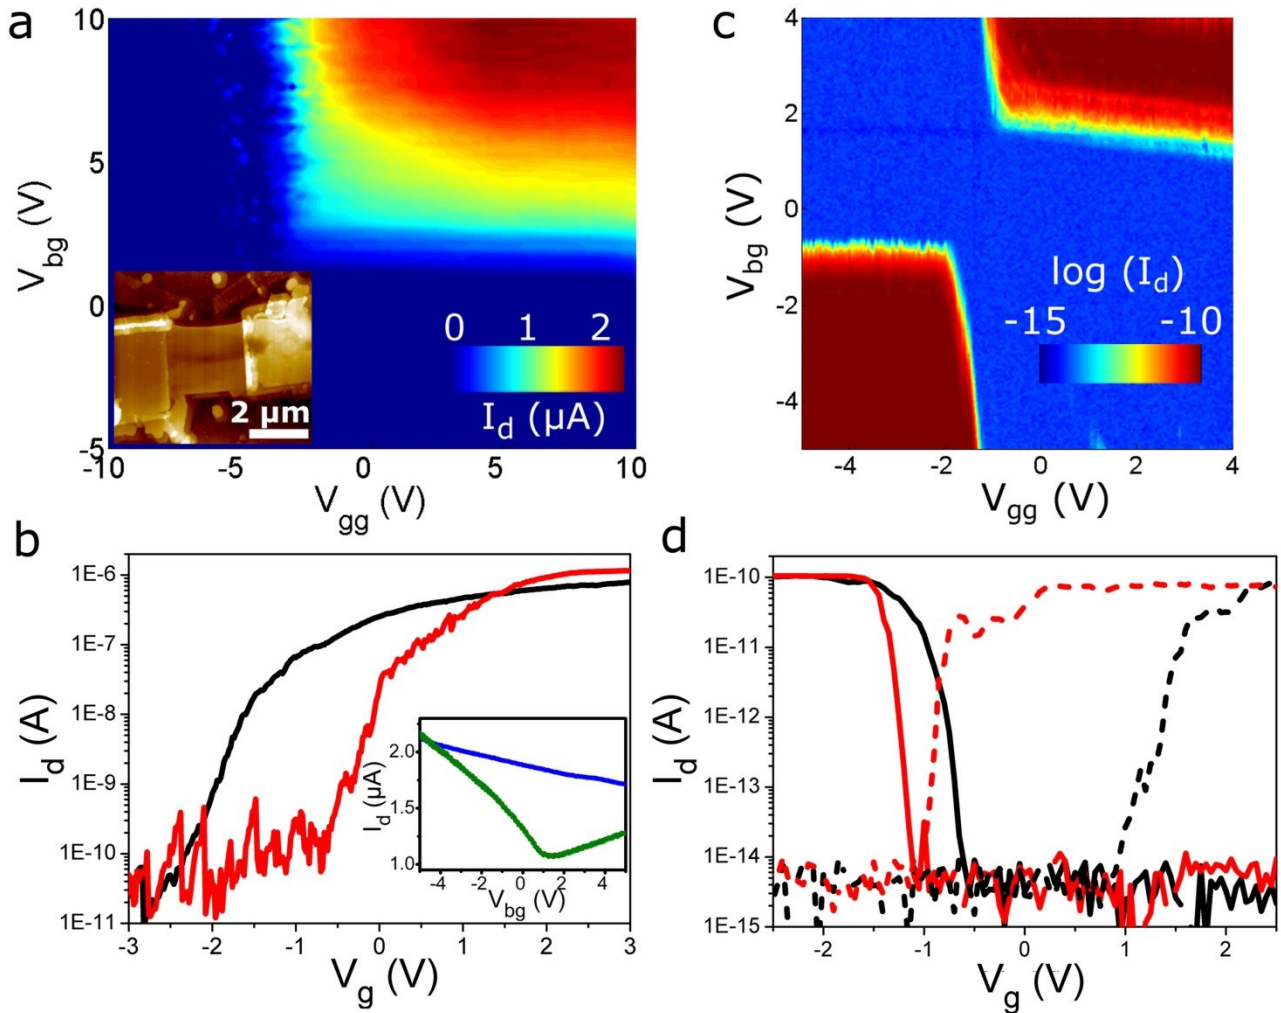 a
10
5
0
-5
V_bg (V)
0 1 2
I_d (µA)
2 µm
-10 -5 0 5 10
V_gg (V)
c
4
2
0
-2
-4
V_bg (V)
log (I_d)
-15 -10
-4 -2 0 2 4
V_gg (V)
b
1E-6
1E-7
1E-8
1E-9
1E-10
1E-11
I_d (A)
2.0
1.5
1.0
I_d (µA)
-4 -2 0 2 4
V_bg (V)
-3 -2 -1 0 1 2 3
V_g (V)
d
1E-10
1E-11
1E-12
1E-13
1E-14
1E-15
I_d (A)
-2 -1 0 1 2
V_g (V)